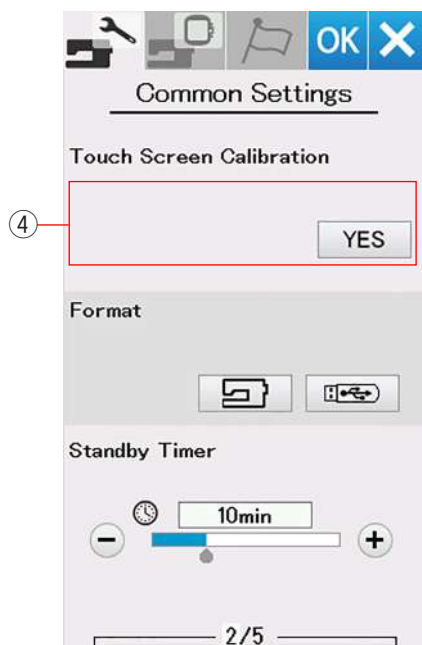 OK X
Common Settings
Touch Screen Calibration
④
YES
Format
Standby Timer
10min
- +
2/5